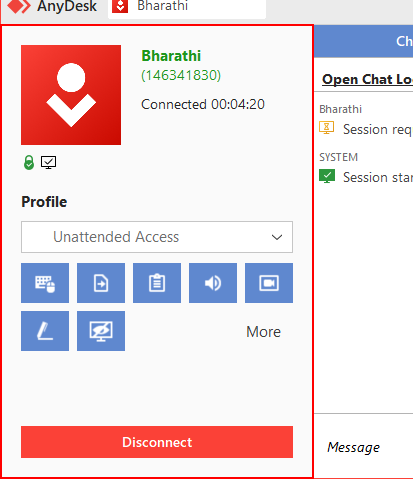 AnyDesk
Bharathi
Bharathi
(146341830)
Connected 00:04:20
Profile
Unattended Access
More
Disconnect
Ch
Open Chat Lo
Bharathi
Session req
SYSTEM
Session star
Message